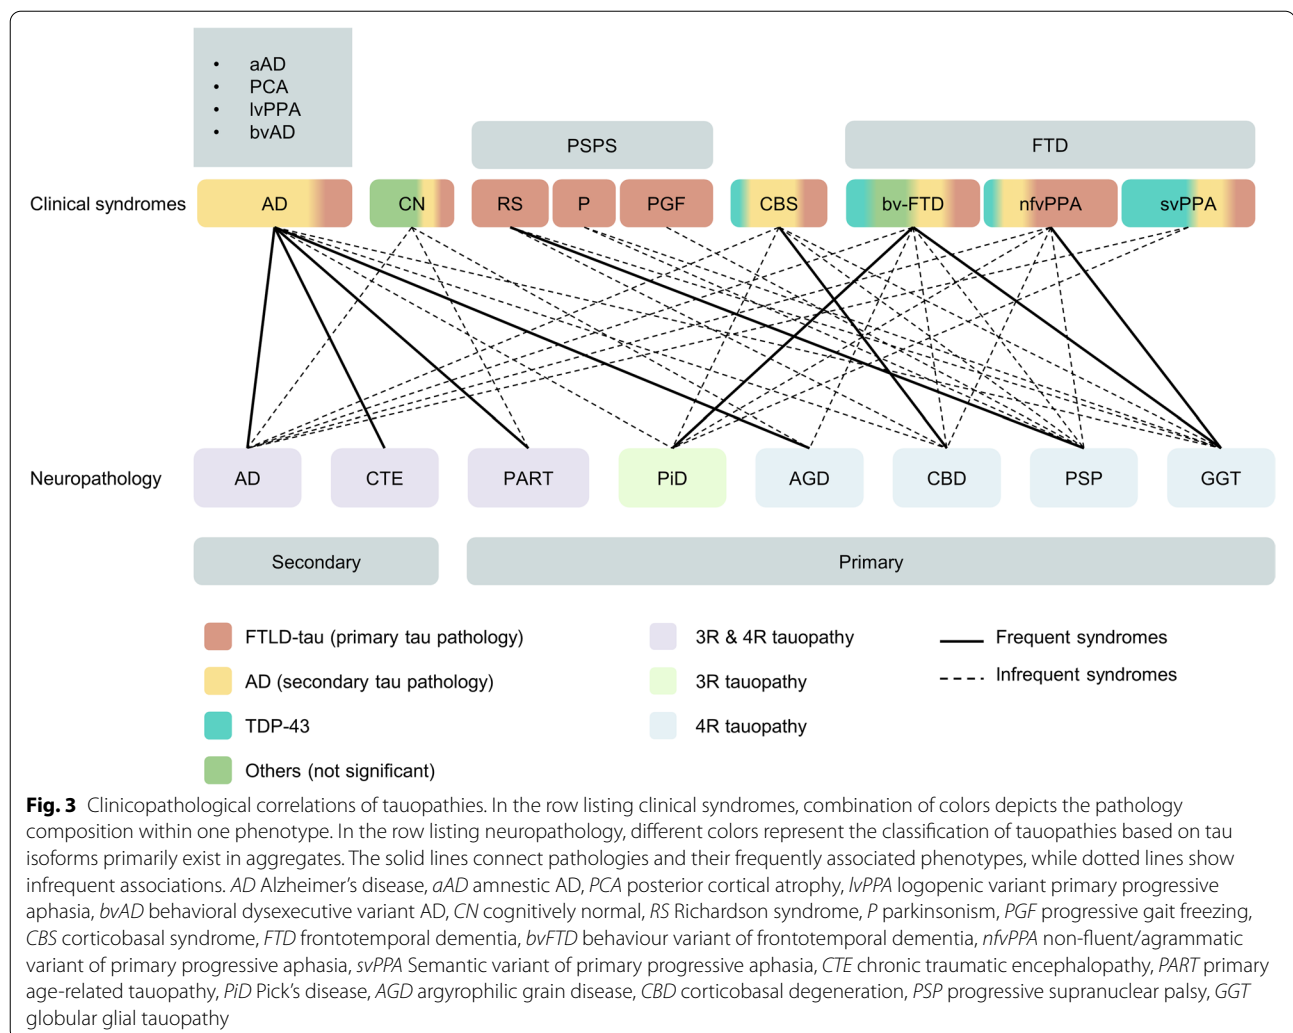 • aAD
• PCA
• lvPPA
• bvAD
PSPS
FTD
Clinical syndromes
AD
CN
RS
P
PGF
CBS
bv-FTD
nfvPPA
svPPA
Neuropathology
AD
CTE
PART
PiD
AGD
CBD
PSP
GGT
Secondary
Primary
FTLD-tau (primary tau pathology)
3R & 4R tauopathy
Frequent syndromes
AD (secondary tau pathology)
3R tauopathy
Infrequent syndromes
TDP-43
4R tauopathy
Others (not significant)
Fig. 3 Clinicopathological correlations of tauopathies. In the row listing clinical syndromes, combination of colors depicts the pathology
composition within one phenotype. In the row listing neuropathology, different colors represent the classification of tauopathies based on tau
isoforms primarily exist in aggregates. The solid lines connect pathologies and their frequently associated phenotypes, while dotted lines show
infrequent associations. AD Alzheimer’s disease, aAD amnestic AD, PCA posterior cortical atrophy, lvPPA logopenic variant primary progressive
aphasia, bvAD behavioral dysexecutive variant AD, CN cognitively normal, RS Richardson syndrome, P parkinsonism, PGF progressive gait freezing,
CBS corticobasal syndrome, FTD frontotemporal dementia, bvFTD behaviour variant of frontotemporal dementia, nfvPPA non-fluent/agrammatic
variant of primary progressive aphasia, svPPA Semantic variant of primary progressive aphasia, CTE chronic traumatic encephalopathy, PART primary
age-related tauopathy, PiD Pick’s disease, AGD argyrophilic grain disease, CBD corticobasal degeneration, PSP progressive supranuclear palsy, GGT
globular glial tauopathy